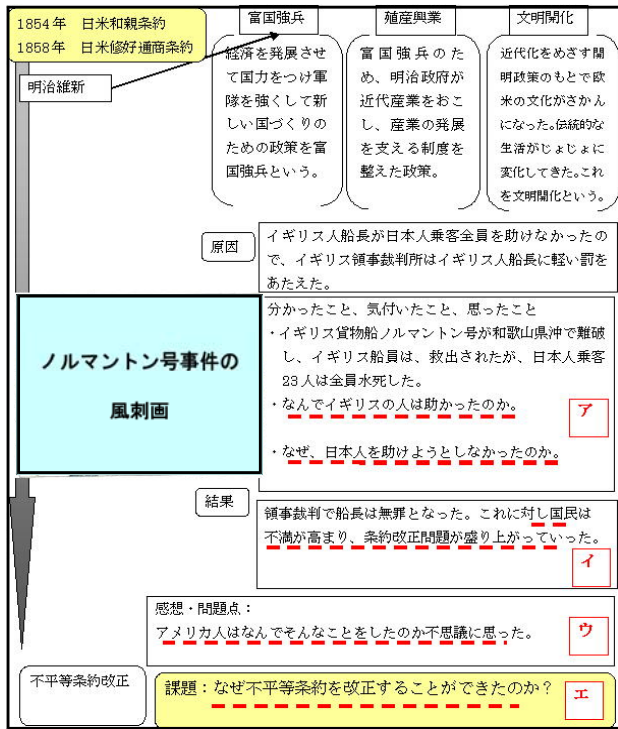 1854年　日米和親条約
1858年　日米修好通商条約
明治維新
富国強兵
経済を発展させ
て国力をつけ軍
隊を強くして新
しい国づくりの
ための政策を富
国強兵という。
殖産興業
富国強兵のた
め、明治政府が
近代産業をおこ
し、産業の発展
を支える制度を
整えた政策。
文明開化
近代化をめざす開
明政策のもとで欧
米の文化がさかん
になった。伝統的な
生活がじょじょに
変化してきた。これ
を文明開化という。
原因
イギリス人船長が日本人乗客全員を助けなかったの
で、イギリス領事裁判所はイギリス人船長に軽い罰を
あたえた。
ノルマントン号事件の
風刺画
分かったこと、気付いたこと、思ったこと
・イギリス貨物船ノルマントン号が和歌山県沖で難破
し、イギリス船員は、救出されたが、日本人乗客
23人は全員水死した。
・なんでイギリスの人は助かったのか。
ア
・なぜ、日本人を助けようとしなかったのか。
結果
領事裁判で船長は無罪となった。これに対し国民は
不満が高まり、条約改正問題が盛り上がっていった。
イ
感想・問題点：
アメリカ人はなんでそんなことをしたのか不思議に思った。
ウ
不平等条約改正
課題：なぜ不平等条約を改正することができたのか？
エ